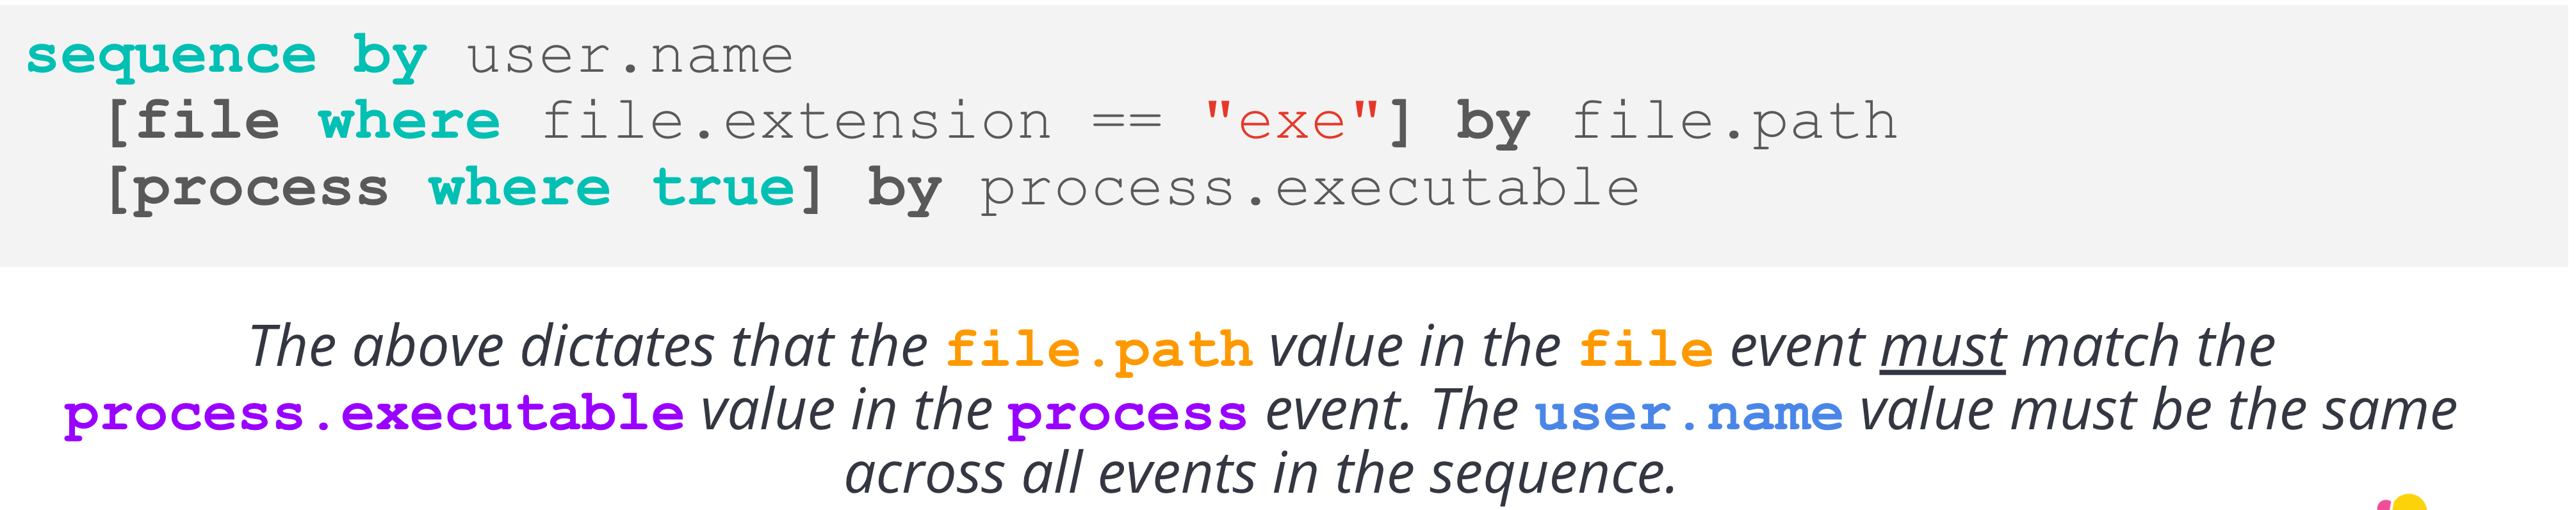 sequence by user.name
[file where file.extension == "exe"] by file.path
[process where true] by process.executable
The above dictates that the file.path value in the file event must match the
process.executable value in the process event. The user.name value must be the same
across all events in the sequence.